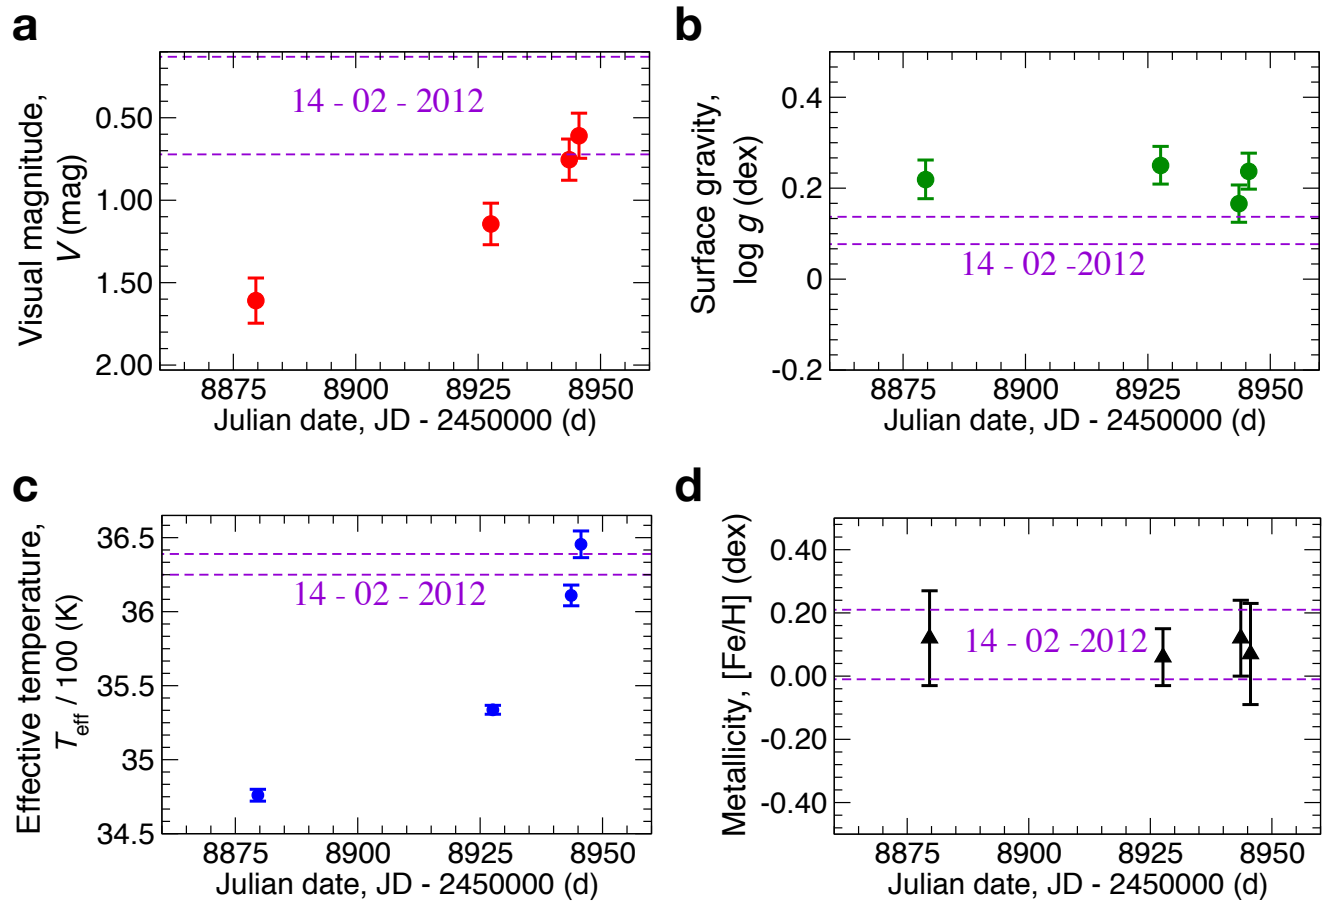 a
Visual magnitude,
V (mag)
0.50
1.00
1.50
2.00
14 - 02 - 2012
8875 8900 8925 8950
Julian date, JD - 2450000 (d)
b
Surface gravity,
log g (dex)
0.4
0.2
0
-0.2
14 - 02 -2012
8875 8900 8925 8950
Julian date, JD - 2450000 (d)
c
Effective temperature,
Teff / 100 (K)
36.5
36
35.5
35
34.5
14 - 02 - 2012
8875 8900 8925 8950
Julian date, JD - 2450000 (d)
d
Metallicity, [Fe/H] (dex)
0.40
0.20
0.00
-0.20
-0.40
14 - 02 -2012
8875 8900 8925 8950
Julian date, JD - 2450000 (d)